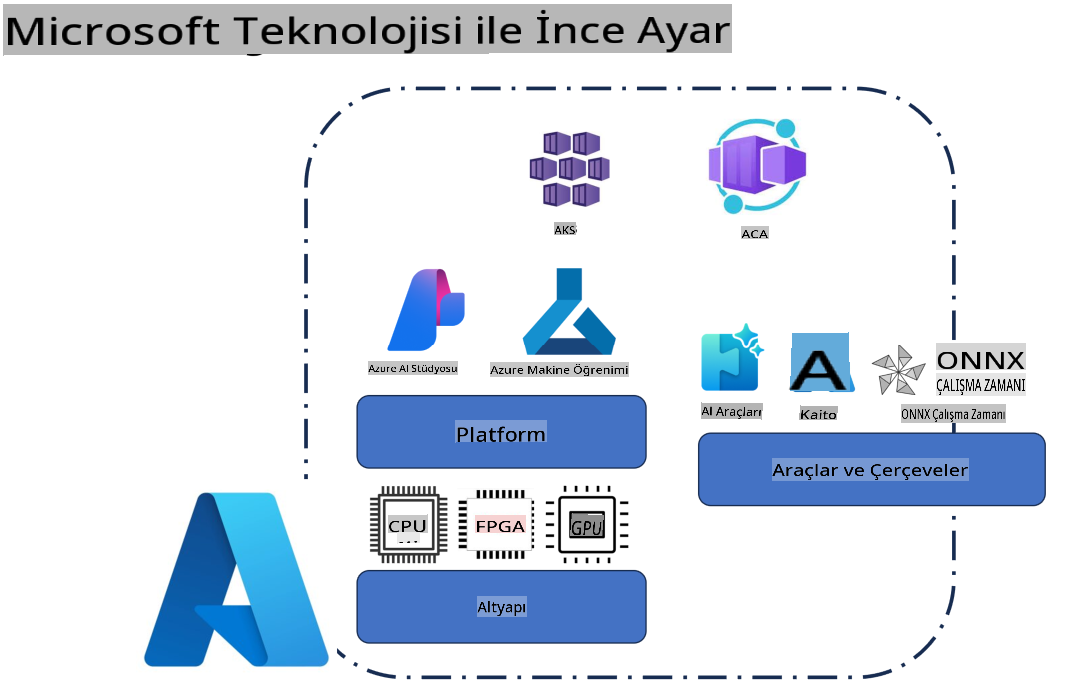 Microsoft Teknolojisi ile İnce Ayar
AKS
ACA
Azure AI Stüdyosu
Azure Makine Öğrenimi
AI Araçları
Kaito
ONNX
ÇALIŞMA ZAMANI
ONNX Çalışma Zamanı
Platform
Araçlar ve Çerçeveler
CPU
FPGA
GPU
Altyapı